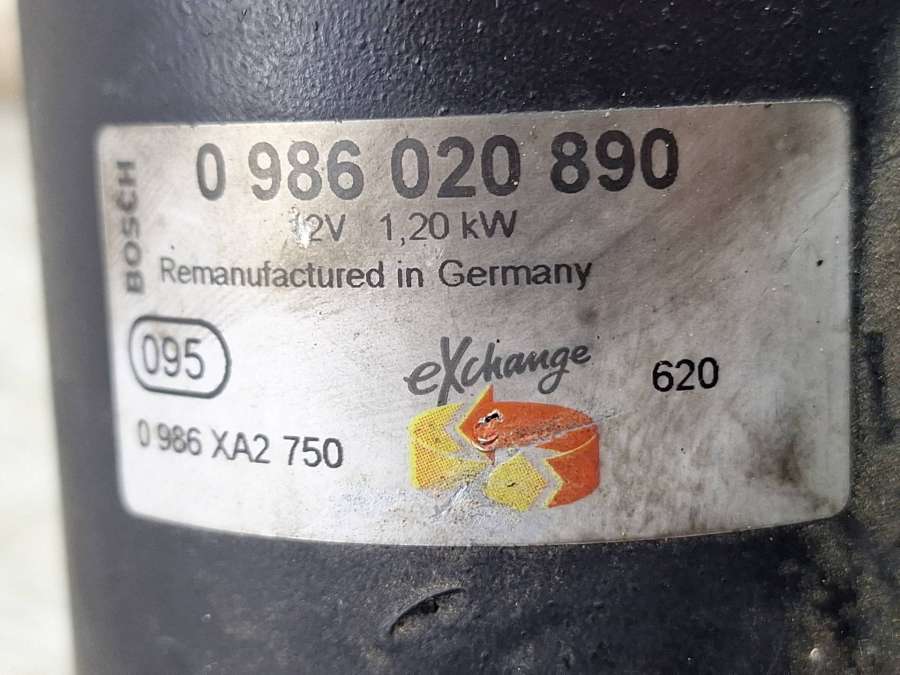 BOSCH
0 986 020 890
12V 1,20 kW
Remanufactured in Germany
095
eXchange
620
0 986 XA2 750